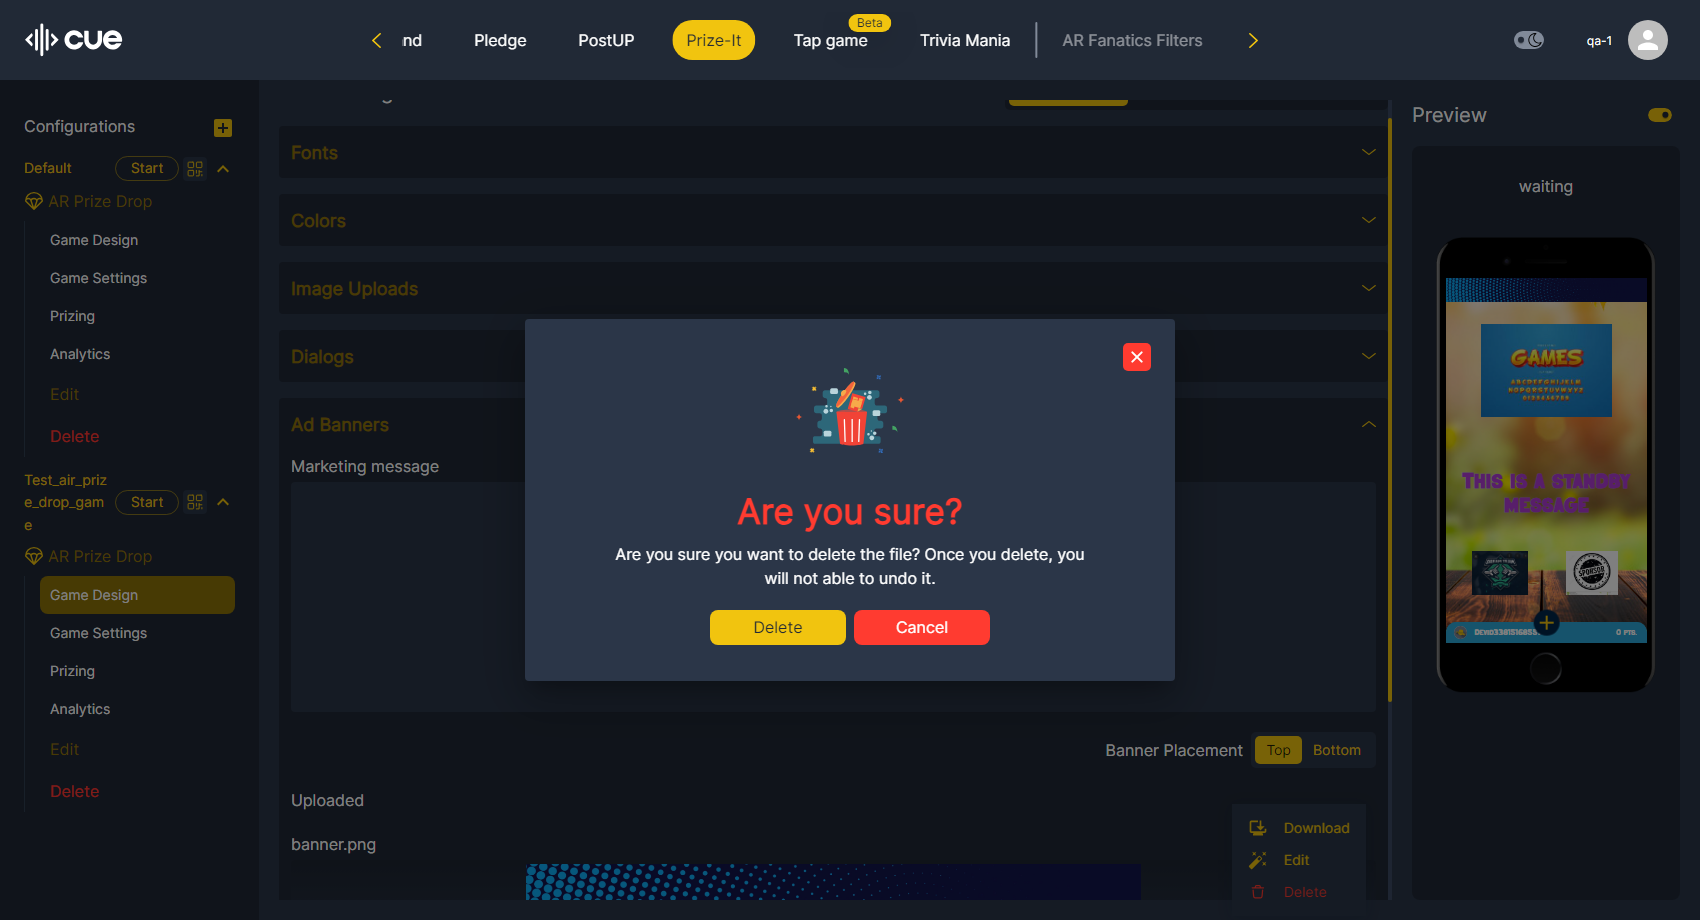 cue
nd
Pledge
PostUP
Prize-It
Beta
Tap game
Trivia Mania
AR Fanatics Filters
qa-1
Configurations
Default
Start
AR Prize Drop
Game Design
Game Settings
Prizing
Analytics
Edit
Delete
Test_air_priz
e_drop_gam
e
Start
AR Prize Drop
Game Design
Game Settings
Prizing
Analytics
Edit
Delete
Fonts
Colors
Image Uploads
Dialogs
Ad Banners
Marketing message
Are you sure?
Are you sure you want to delete the file? Once you delete, you
will not able to undo it.
Delete
Cancel
Banner Placement
Top
Bottom
Uploaded
banner.png
Download
Edit
Delete
Preview
waiting
GAMES
THIS IS A STANDBY
MESSAGE
SPONSOR
0 PTS.